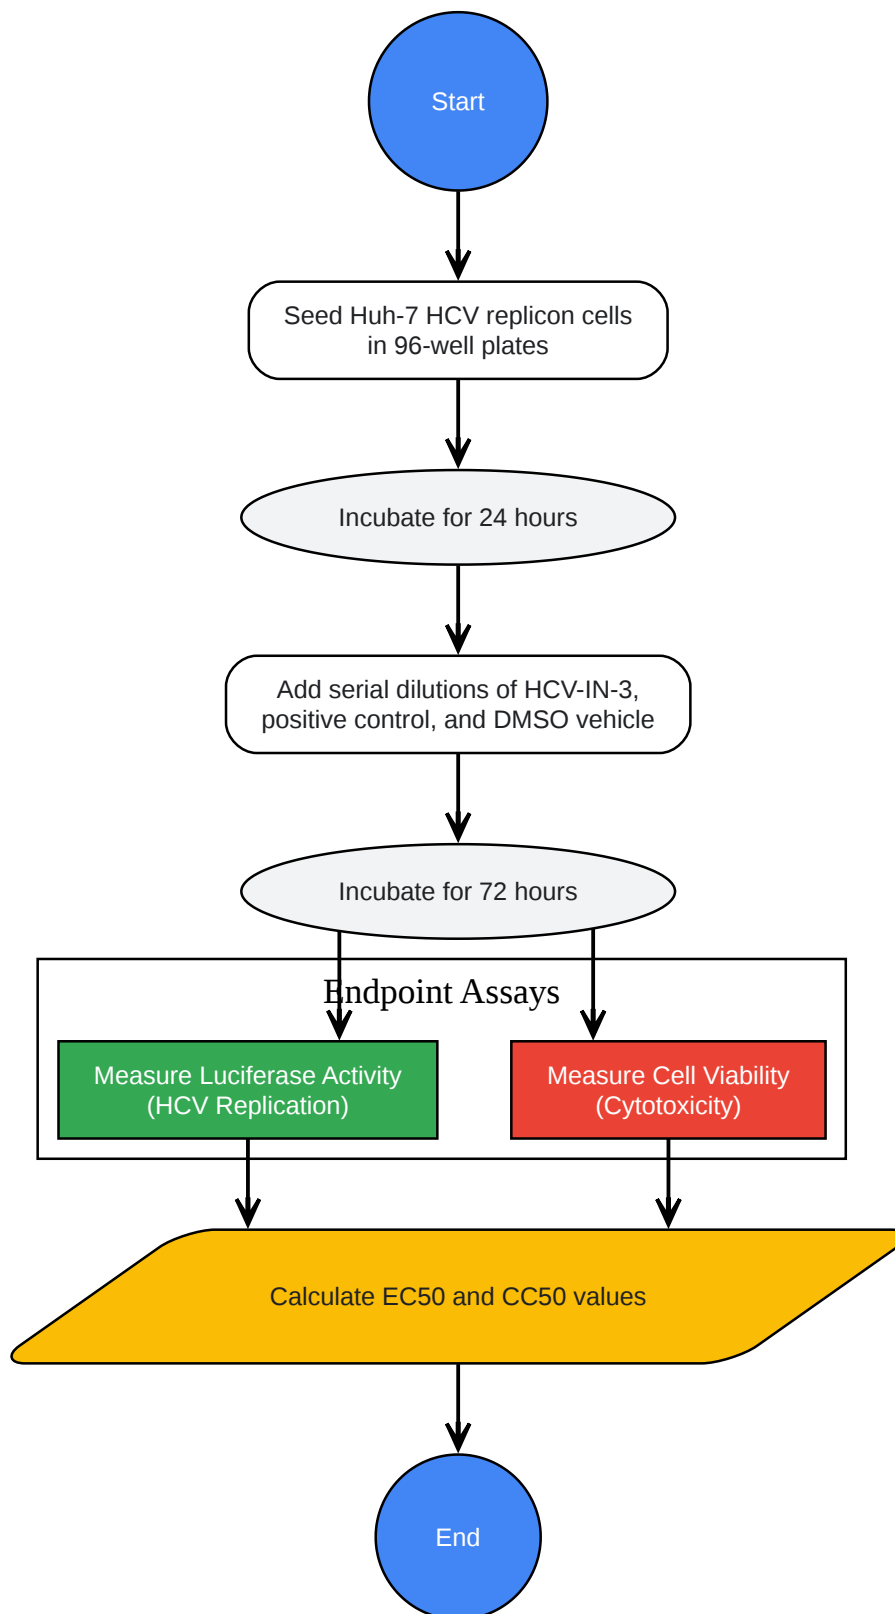 Start
Seed Huh-7 HCV replicon cells
in 96-well plates
Incubate for 24 hours
Add serial dilutions of HCV-IN-3,
positive control, and DMSO vehicle
Incubate for 72 hours
Endpoint Assays
Measure Luciferase Activity
(HCV Replication)
Measure Cell Viability
(Cytotoxicity)
Calculate EC50 and CC50 values
End